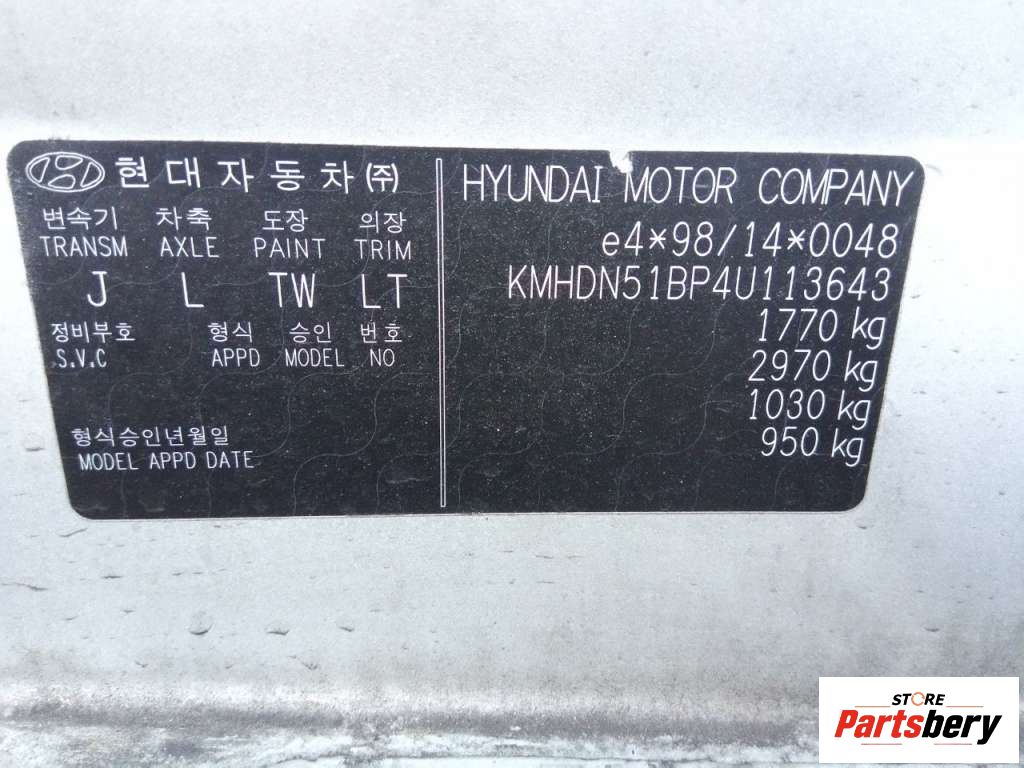 현대자동차㈜
변속기 차축 도장 의장
TRANSM AXLE PAINT TRIM
J L TW LT
정비부호 형식 승인 번호
S.V.C APPD MODEL NO
형식승인년월일
MODEL APPD DATE
HYUNDAI MOTOR COMPANY
e4*98/14*0048
KMHDN51BP4U113643
1770 kg
2970 kg
1030 kg
950 kg
STORE
Partsbery